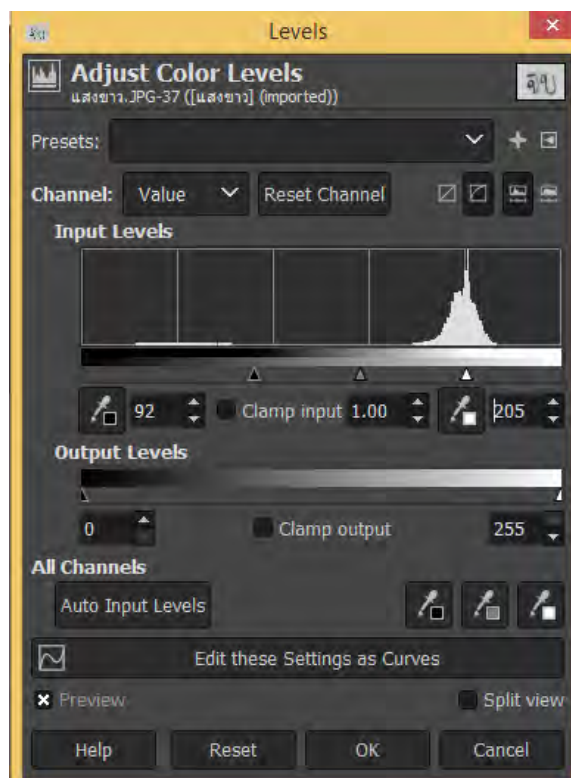 Levels
Adjust Color Levels
แสงขาว.JPG-37 ([แสงขาว] (imported))
Presets:
Channel: Value Reset Channel
Input Levels
92 Clamp input 1.00 205
Output Levels
0 Clamp output 255
All Channels
Auto Input Levels
Edit these Settings as Curves
Preview Split view
Help Reset OK Cancel